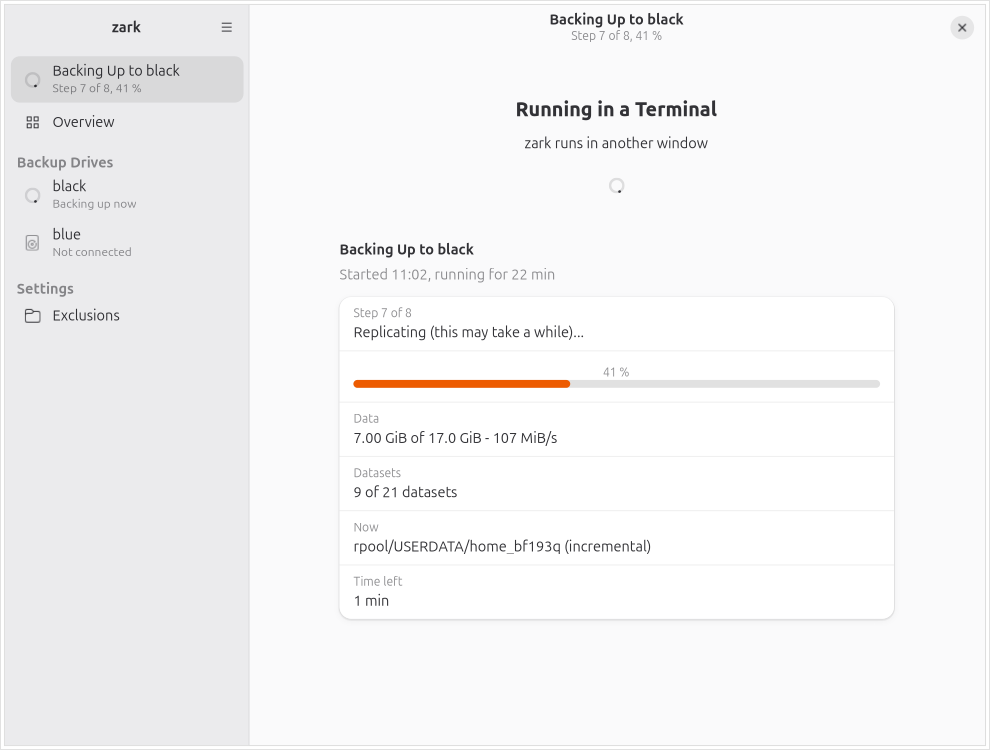 zark
Backing Up to black
Step 7 of 8, 41 %
Overview
Backup Drives
black
Backing up now
blue
Not connected
Settings
Exclusions
Backing Up to black
Step 7 of 8, 41 %
Running in a Terminal
zark runs in another window
Backing Up to black
Started 11:02, running for 22 min
Step 7 of 8
Replicating (this may take a while)...
41 %
Data
7.00 GiB of 17.0 GiB - 107 MiB/s
Datasets
9 of 21 datasets
Now
rpool/USERDATA/home_bf193q (incremental)
Time left
1 min